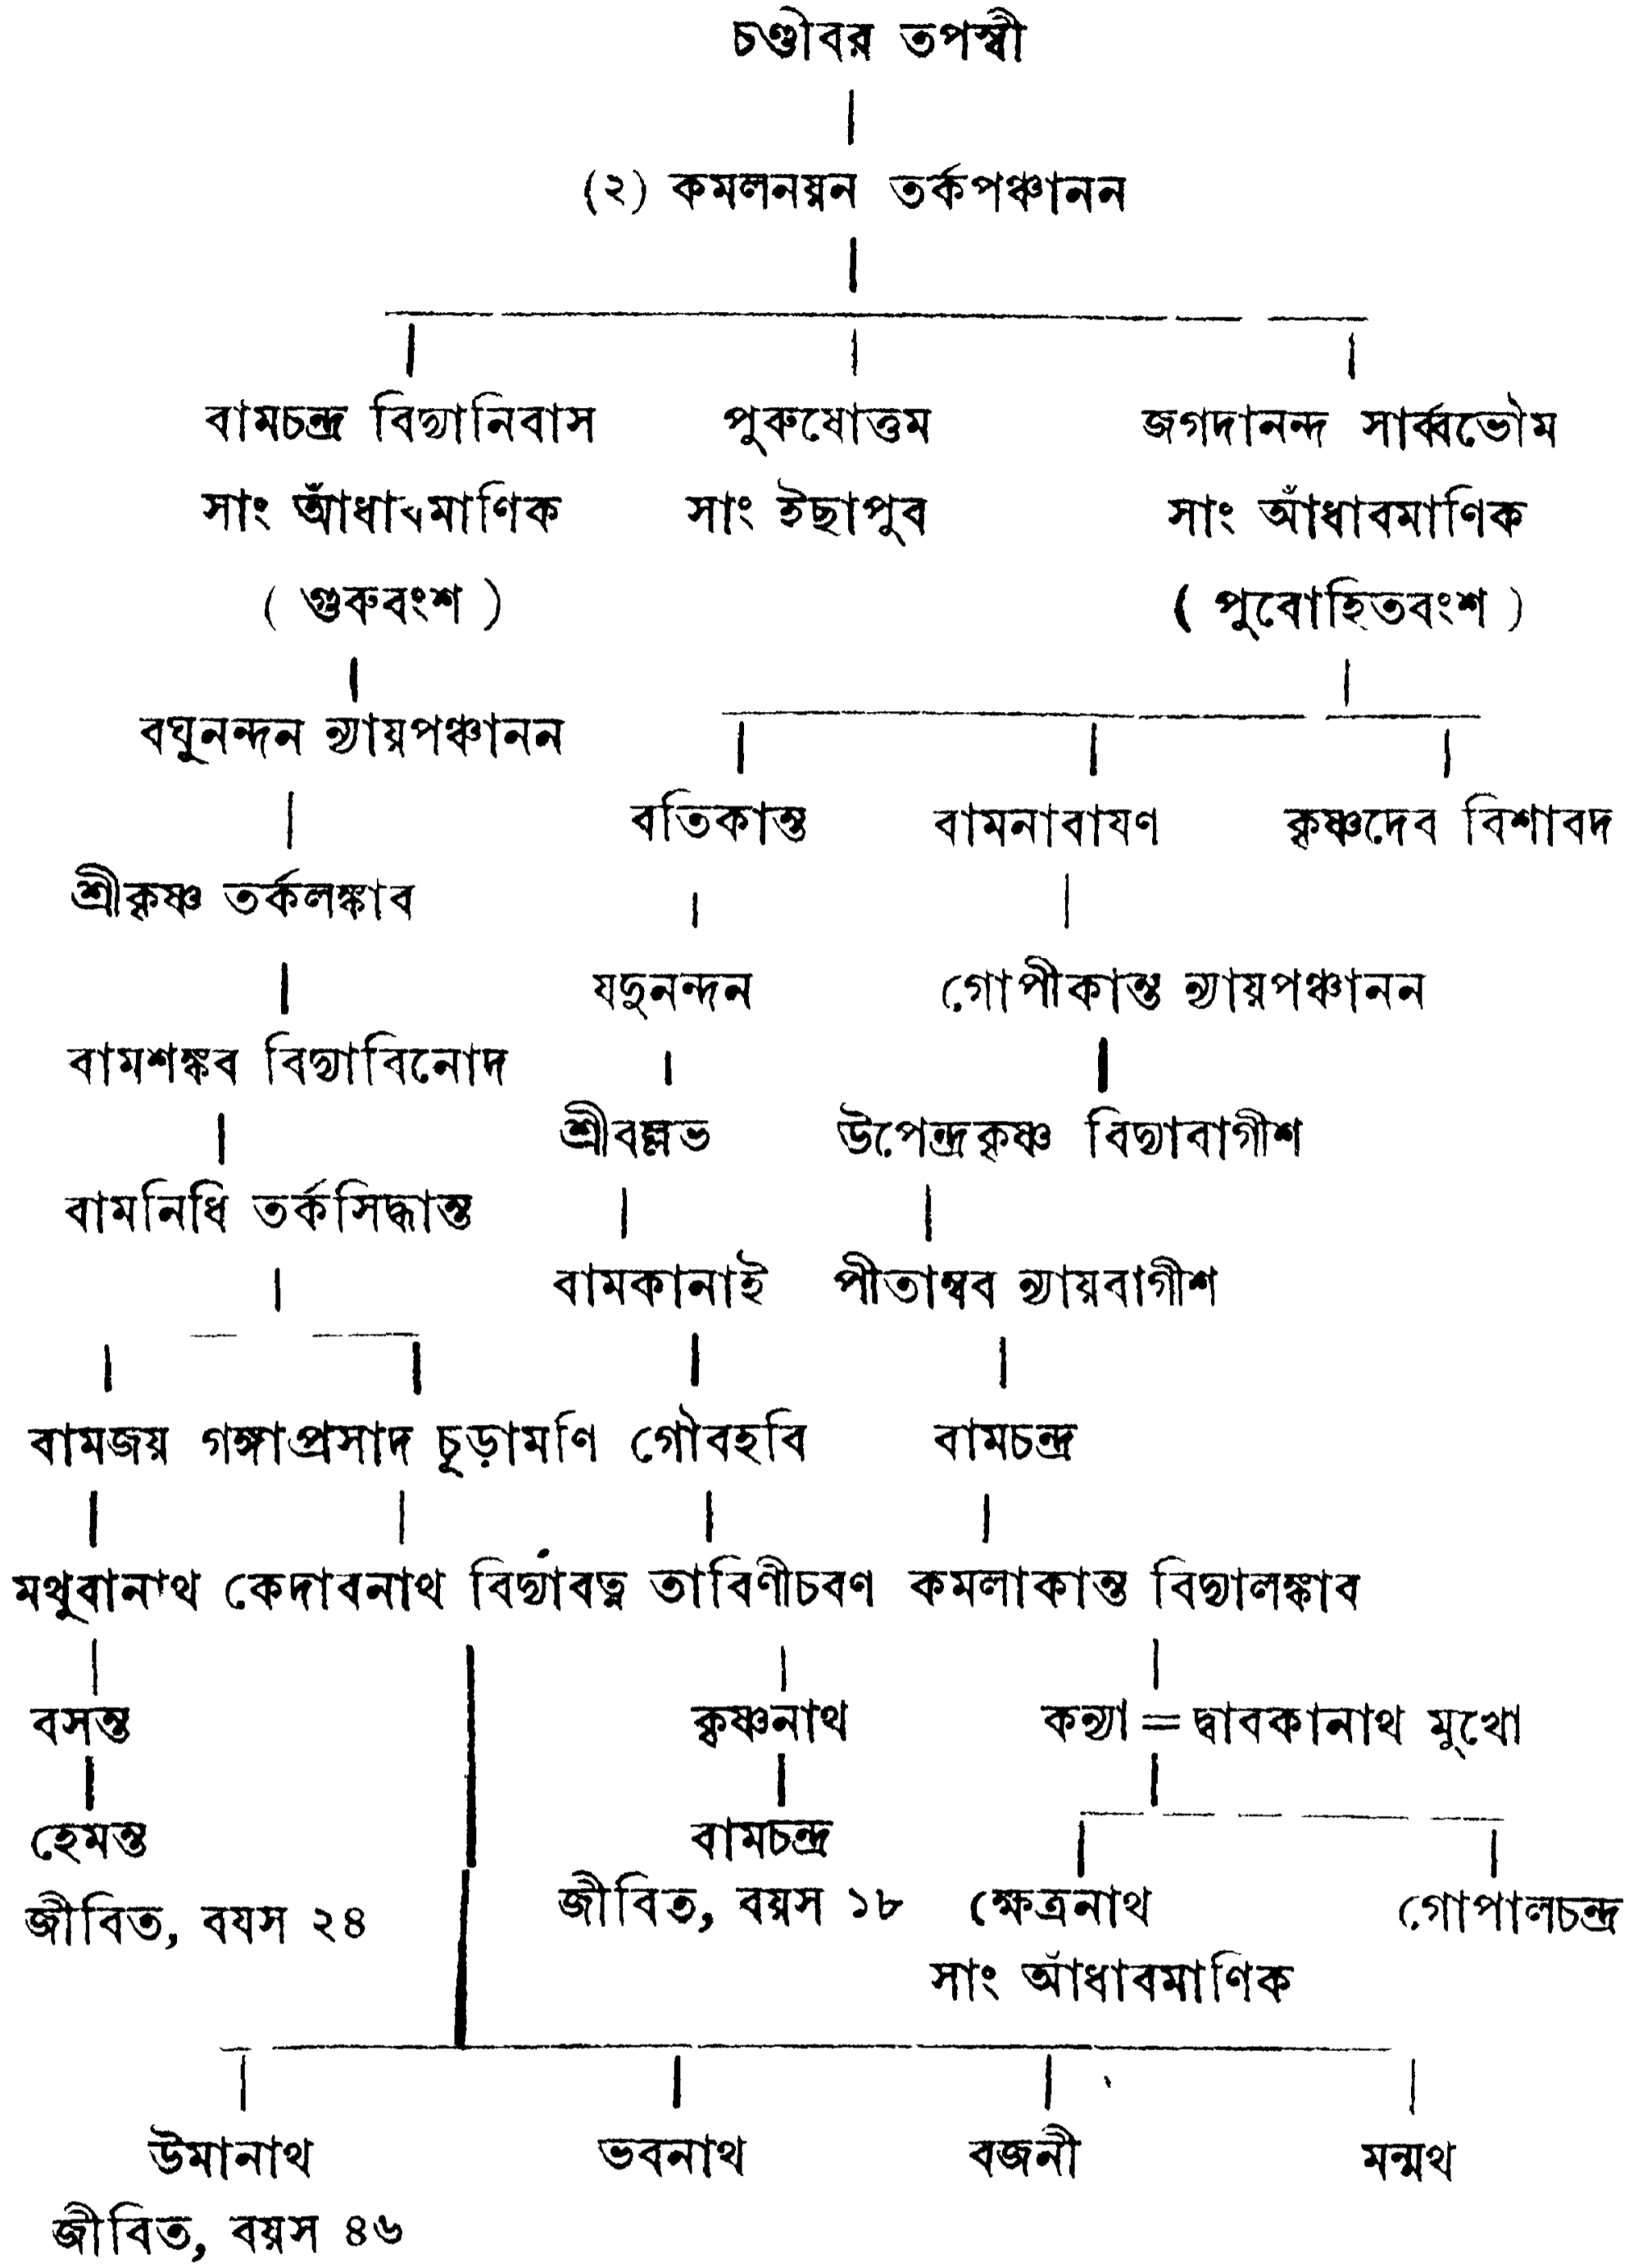 চণ্ডীবর তপস্বী
(২) কমলনয়ন তর্কপঞ্চানন
বামচন্দ্র বিদ্যানিবাস পুরুষোত্তম জগদানন্দ সার্ব্বভৌম
সাং আঁধাবমাণিক সাং ইছাপুব সাং আঁধাবমাণিক
( গুরুবংশ ) ( পুবোহিতবংশ )
বঘুনন্দন ন্যায়পঞ্চানন
বতিকান্ত বামনাবাযণ কৃষ্ণদেব বিশাবদ
শ্রীকৃষ্ণ তর্কলঙ্কাব
যদুনন্দন গোপীকান্ত ন্যায়পঞ্চানন
বামশঙ্কব বিদ্যাবিনোদ
শ্রীবল্লভ উপেন্দ্রকৃষ্ণ বিদ্যাবাগীশ
বামনিধি তর্কসিদ্ধান্ত
বামকানাই পীতাম্বব ন্যায়বাগীশ
বামজয় গঙ্গাপ্রসাদ চূড়ামণি গৌবহবি বামচন্দ্র
মথুবানাথ কেদাবনাথ বিদ্যাবত্ন তাবিণীচবণ কমলাকান্ত বিদ্যালঙ্কাব
বসন্ত কৃষ্ণনাথ কন্যা = দ্বাবকানাথ মুখো
হেমন্ত বামচন্দ্র
জীবিত, বযস ২৪ জীবিত, বয়স ১৮ ক্ষেত্রনাথ গোপালচন্দ্র
সাং আঁধাবমাণিক
উমানাথ ভবনাথ বজনী মন্মথ
জীবিত, বয়স ৪৬